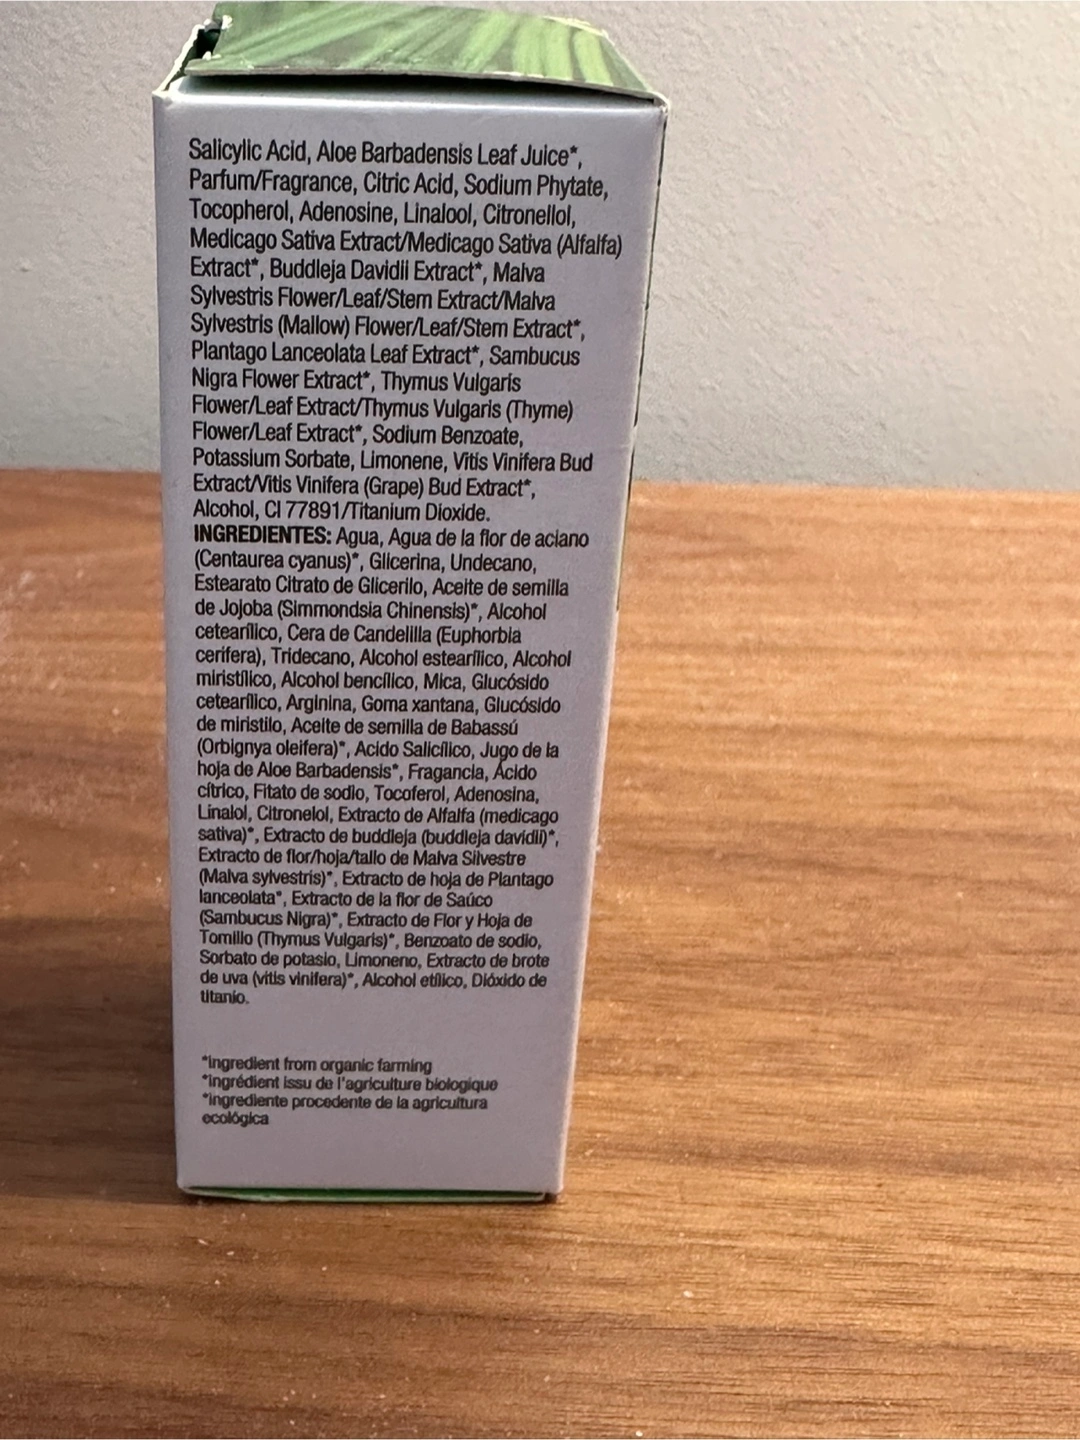 Salicylic Acid, Aloe Barbadensis Leaf Juice*,
Parfum/Fragrance, Citric Acid, Sodium Phytate,
Tocopherol, Adenosine, Linalool, Citronellol,
Medicago Sativa Extract/Medicago Sativa (Alfalfa)
Extract*, Buddleja Davidii Extract*, Malva
Sylvestris Flower/Leaf/Stem Extract/Malva
Sylvestris (Mallow) Flower/Leaf/Stem Extract*,
Plantago Lanceolata Leaf Extract*, Sambucus
Nigra Flower Extract*, Thymus Vulgaris
Flower/Leaf Extract/Thymus Vulgaris (Thyme)
Flower/Leaf Extract*, Sodium Benzoate,
Potassium Sorbate, Limonene, Vitis Vinifera Bud
Extract/Vitis Vinifera (Grape) Bud Extract*,
Alcohol, CI 77891/Titanium Dioxide.
INGREDIENTES: Agua, Agua de la flor de aciano
(Centaurea cyanus)*, Glicerina, Undecano,
Estearato Citrato de Glicerilo, Aceite de semilla
de Jojoba (Simmondsia Chinensis)*, Alcohol
cetearílico, Cera de Candelilla (Euphorbia
cerifera), Tridecano, Alcohol estearílico, Alcohol
miristílico, Alcohol bencílico, Mica, Glucósido
cetearílico, Arginina, Goma xantana, Glucósido
de miristilo, Aceite de semilla de Babassú
(Orbignya oleifera)*, Acido Salicílico, Jugo de la
hoja de Aloe Barbadensis*, Fragancia, Ácido
cítrico, Fitato de sodio, Tocoferol, Adenosina,
Linalol, Citronelol, Extracto de Alfalfa (medicago
sativa)*, Extracto de buddleja (buddleja davidii)*,
Extracto de flor/hoja/tallo de Malva Silvestre
(Malva sylvestris)*, Extracto de hoja de Plantago
lanceolata*, Extracto de la flor de Saúco
(Sambucus Nigra)*, Extracto de Flor y Hoja de
Tomillo (Thymus Vulgaris)*, Benzoato de sodio,
Sorbato de potasio, Limoneno, Extracto de brote
de uva (vitis vinifera)*, Alcohol etílico, Dióxido de
titanio.
*ingredient from organic farming
*ingrédient issu de l'agriculture biologique
*ingrediente procedente de la agricultura
ecológica